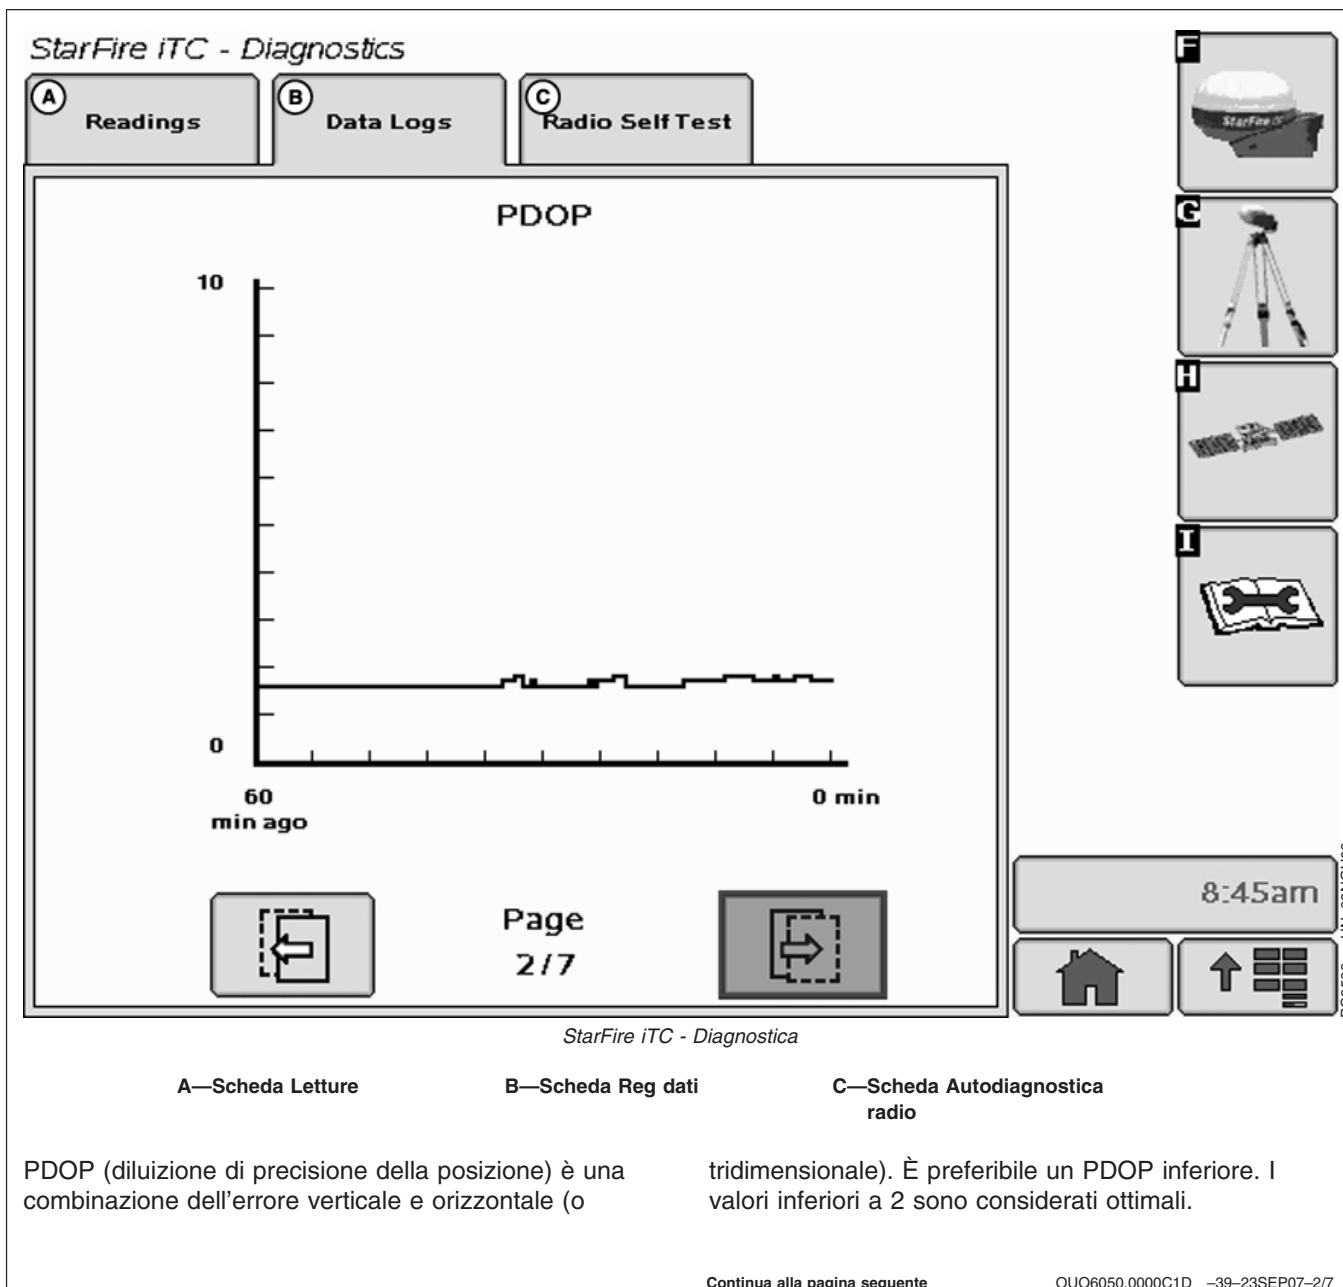 StarFire iTC - Diagnostics
A
Readings
B
Data Logs
C
Radio Self Test
PDOP
10
0
60
min ago
0 min
Page
2/7
F
StarFire
G
H
I
8:45am
StarFire iTC - Diagnostica
A—Scheda Letture
B—Scheda Reg dati
C—Scheda Autodiagnostica
radio
PDOP (diluizione di precisione della posizione) è una
combinazione dell'errore verticale e orizzontale (o
tridimensionale). È preferibile un PDOP inferiore. I
valori inferiori a 2 sono considerati ottimali.
Continua alla pagina seguente
OUO6050,0000C1D –39–23SEP07–2/7